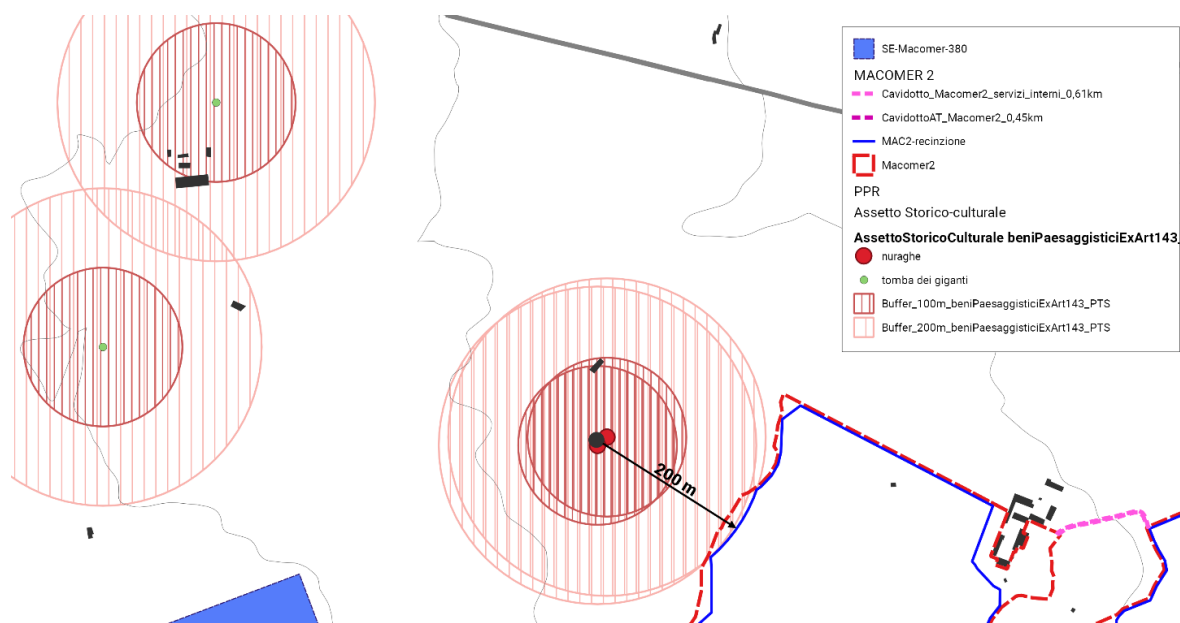 SE-Macomer-380
MACOMER 2
Cavidotto_Macomer2_servizi_interni_0,61km
CavidottoAT_Macomer2_0,45km
MAC2-recinzione
Macomer2
PPR
Assetto Storico-culturale
AssettoStoricoCulturale beniPaesaggisticiExArt143_
nuraghe
tomba dei giganti
Buffer_100m_beniPaesaggisticiExArt143_PTS
Buffer_200m_beniPaesaggisticiExArt143_PTS
200 m